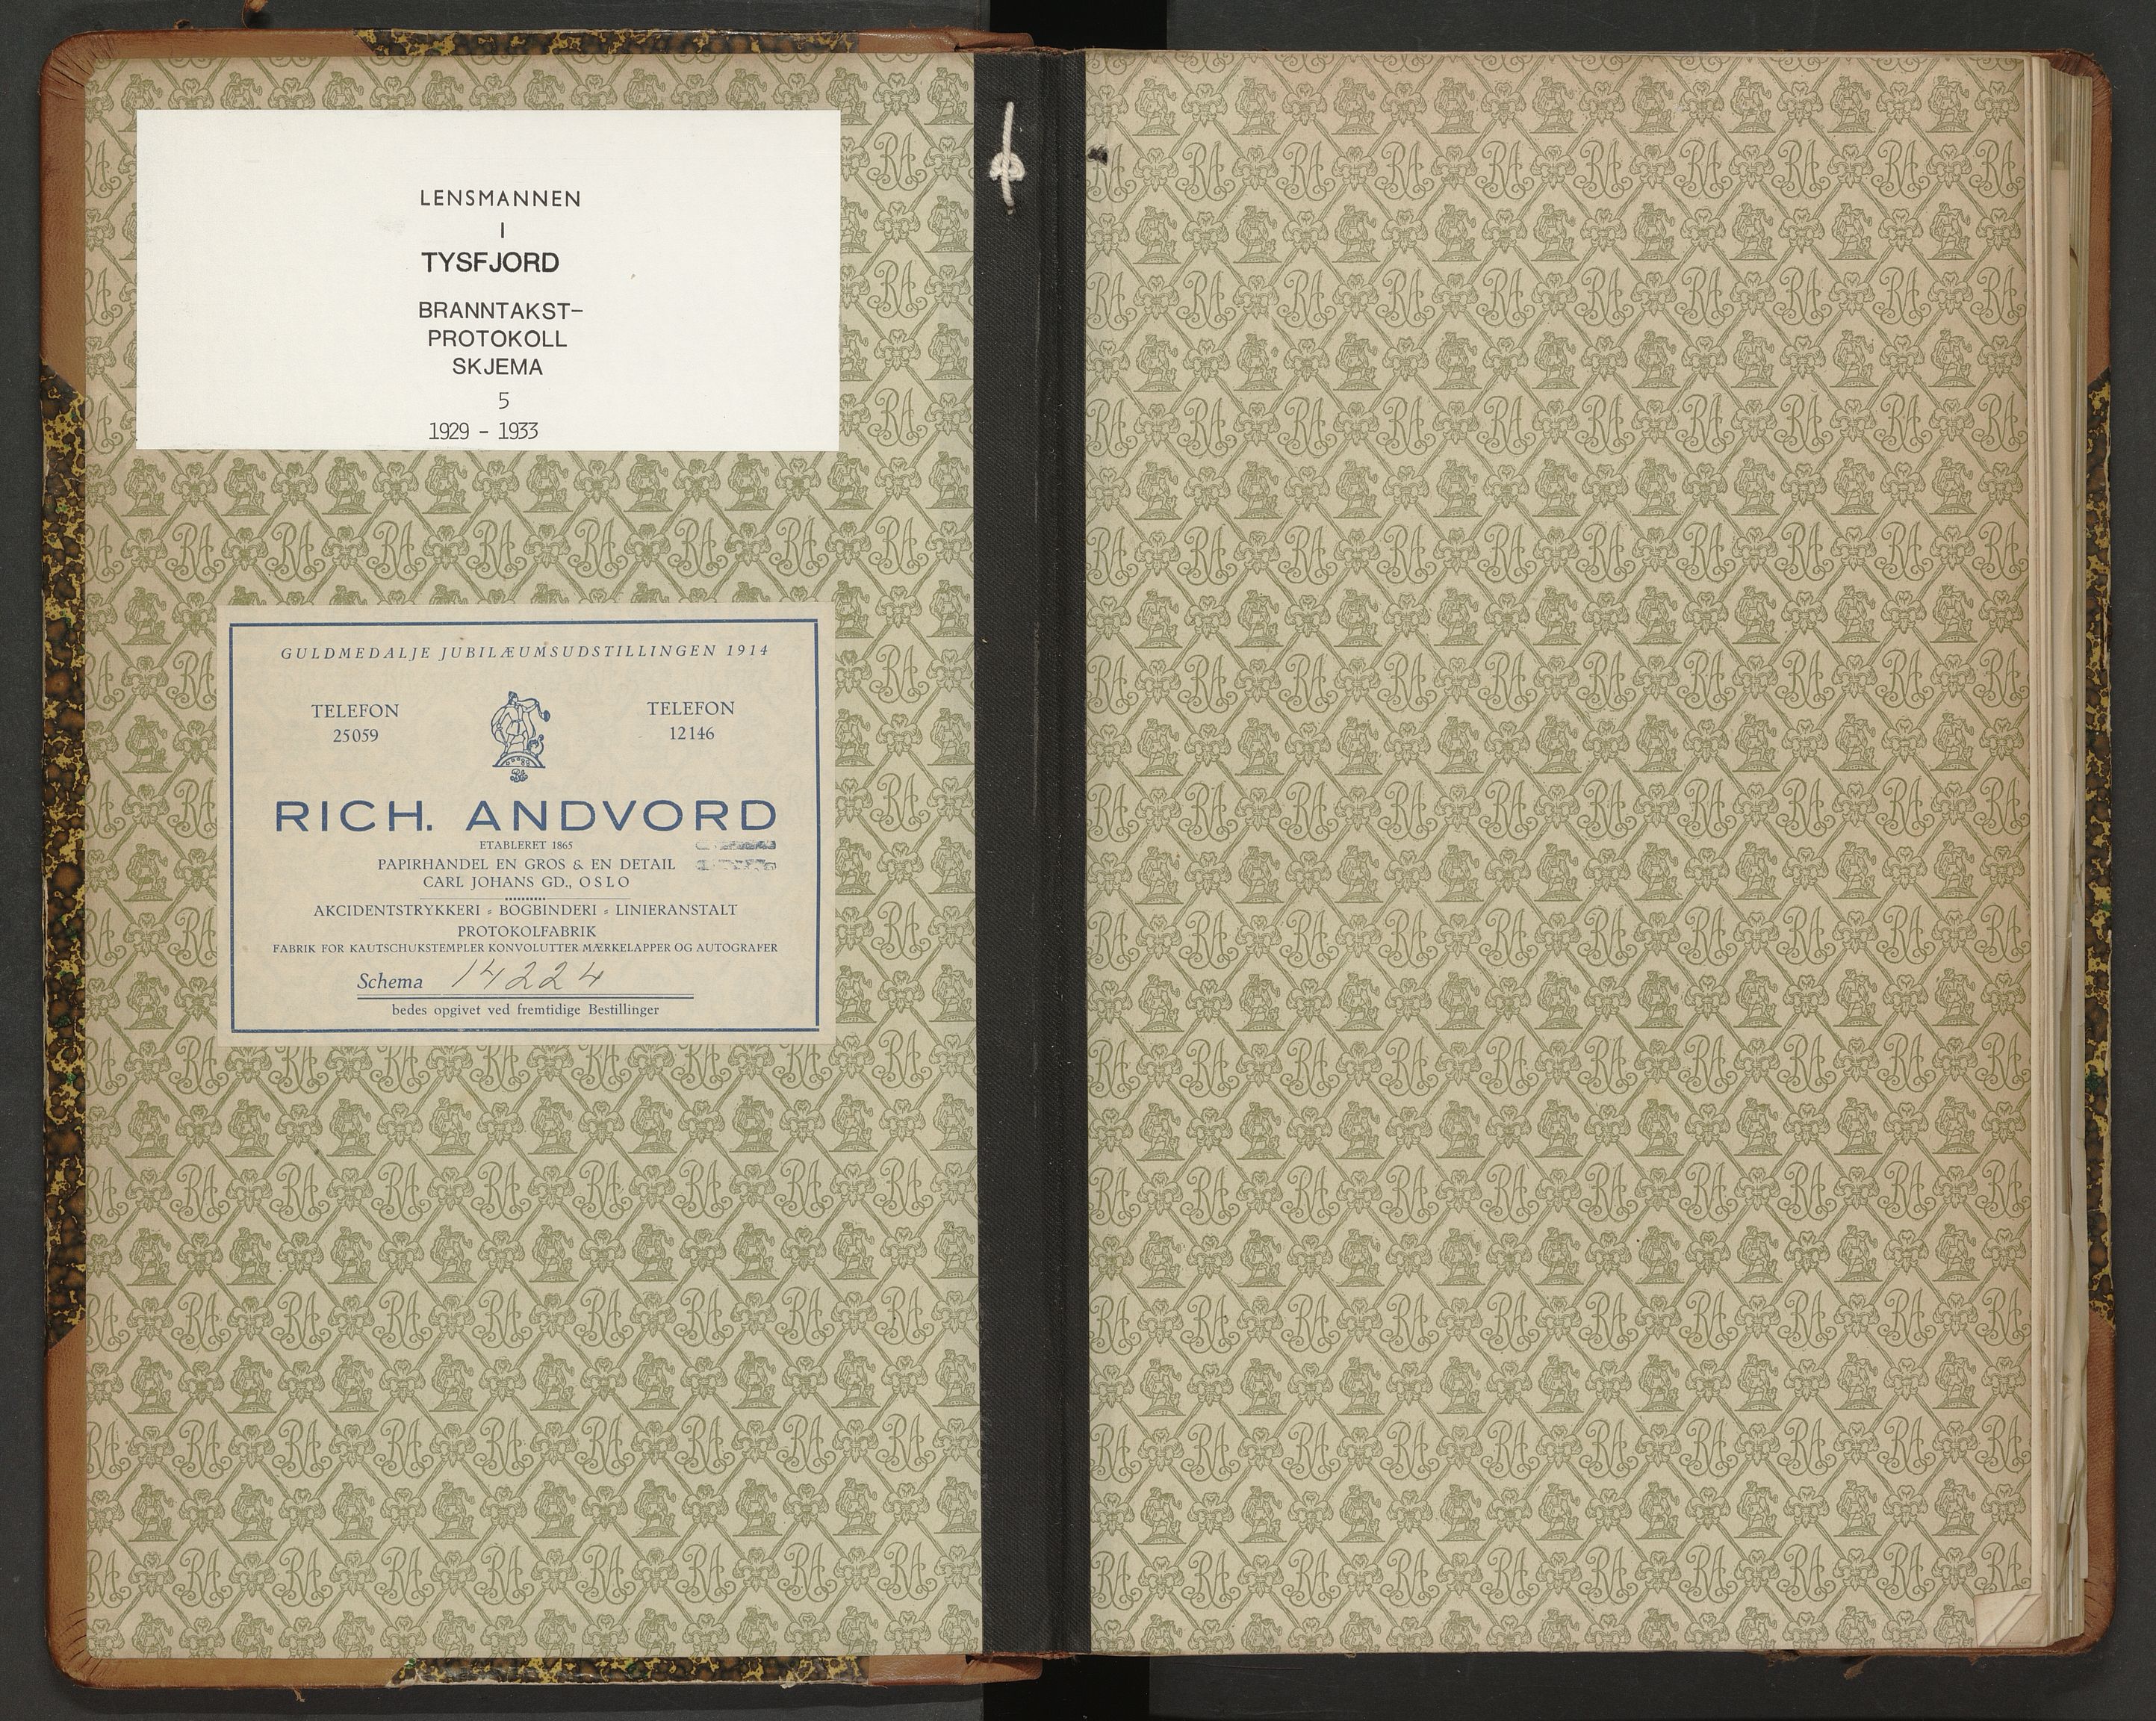 LENSMANNEN
I
TYSFJORD
BRANNTAKST-
PROTOKOLL
SKJEMA
5
1929 - 1933
GULDMEDALJE JUBILÆUMSUDSTILLINGEN 1914
TELEFON
25059
TELEFON
12146
RICH. ANDVORD
ETABLERET 1865
PAPIRHANDEL EN GROS & EN DETAIL
CARL JOHANS GD., OSLO
AKCIDENTSTRYKKERI - BOGBINDERI - LINIERANSTALT
PROTOKOLFABRIK
FABRIK FOR KAUTSCHUKSTEMPLER KONVOLUTTER MÆRKELAPPER OG AUTOGRAFER
Schema 14224
bedes opgivet ved fremtidige Bestillinger